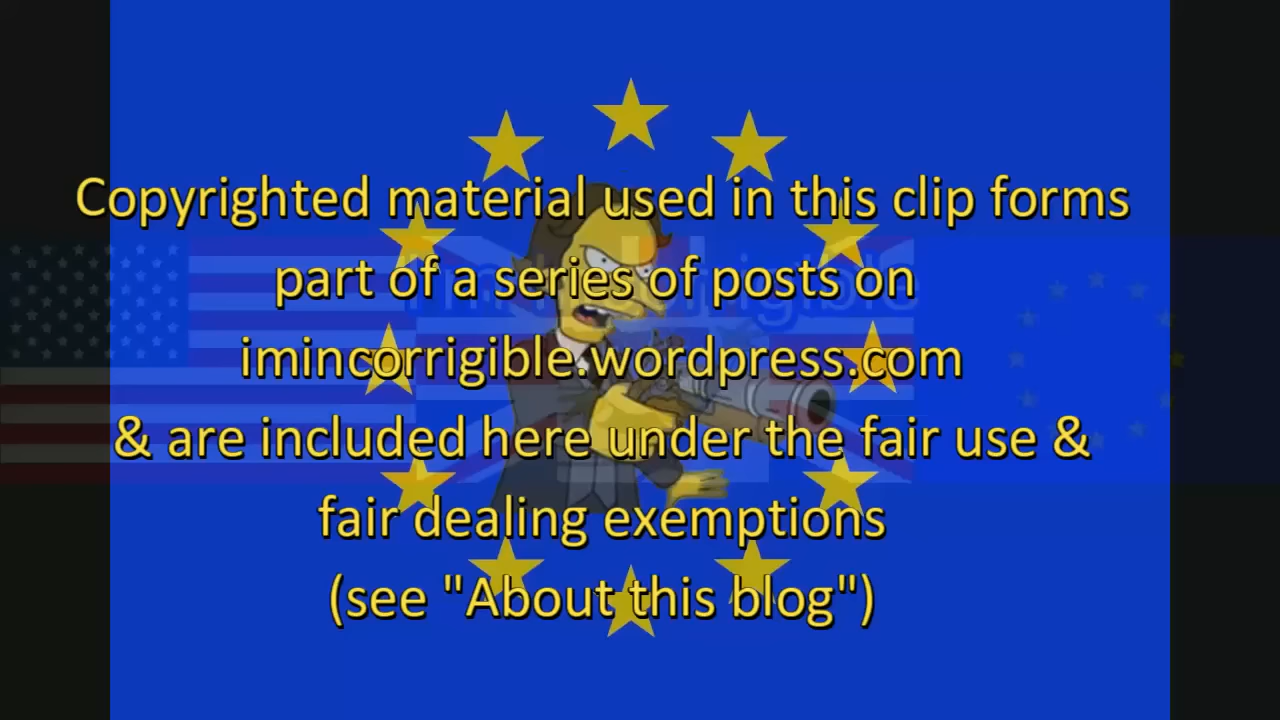 Copyrighted material used in this clip forms
part of a series of posts on
imincorrigible.wordpress.com
& are included here under the fair use &
fair dealing exemptions
(see "About this blog")